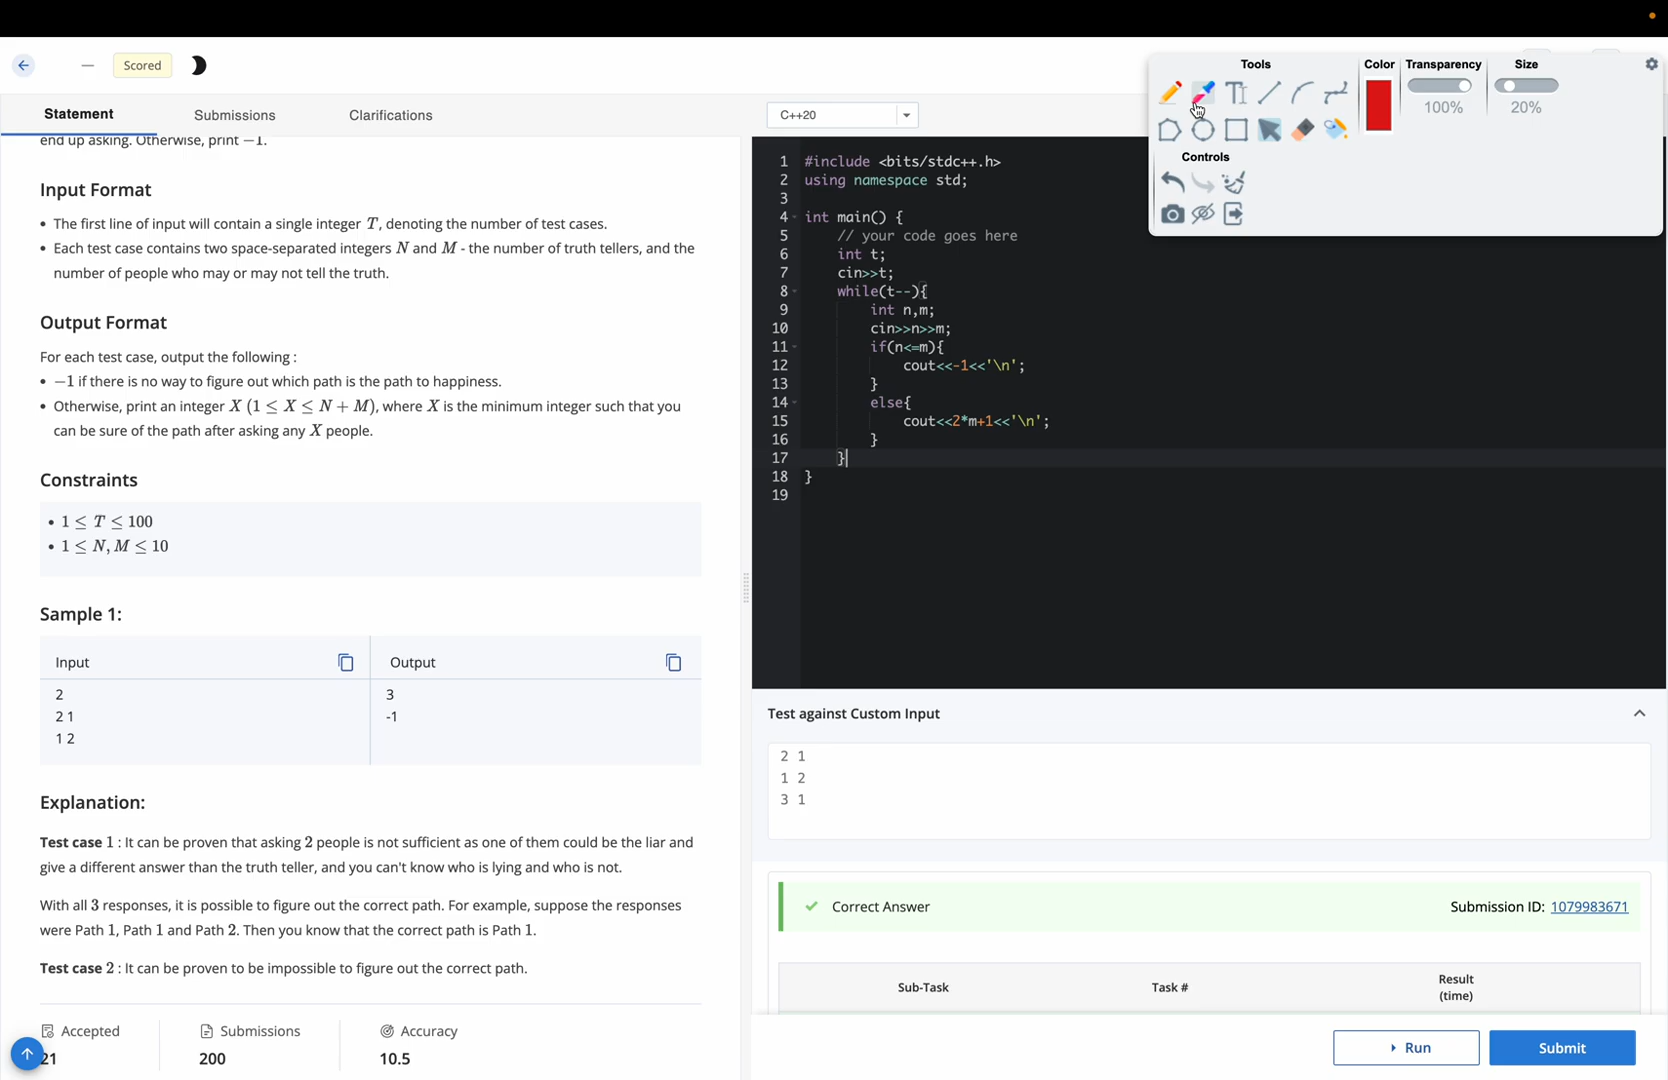 Scored
Statement
Submissions
Clarifications
end up asking. Otherwise, print −1.
Input Format
• The first line of input will contain a single integer T, denoting the number of test cases.
• Each test case contains two space-separated integers N and M - the number of truth tellers, and the
number of people who may or may not tell the truth.
Output Format
For each test case, output the following :
• −1 if there is no way to figure out which path is the path to happiness.
• Otherwise, print an integer X (1 ≤ X ≤ N + M), where X is the minimum integer such that you
can be sure of the path after asking any X people.
Constraints
• 1 ≤ T ≤ 100
• 1 ≤ N, M ≤ 10
Sample 1:
Input
Output
2
2 1
1 2
3
-1
Explanation:
Test case 1 : It can be proven that asking 2 people is not sufficient as one of them could be the liar and
give a different answer than the truth teller, and you can't know who is lying and who is not.
With all 3 responses, it is possible to figure out the correct path. For example, suppose the responses
were Path 1, Path 1 and Path 2. Then you know that the correct path is Path 1.
Test case 2 : It can be proven to be impossible to figure out the correct path.
Accepted
21
Submissions
200
Accuracy
10.5
C++20
1 #include <bits/stdc++.h>
2 using namespace std;
3
4 int main() {
5 // your code goes here
6 int t;
7 cin>>t;
8 while(t--){
9 int n,m;
10 cin>>n>>m;
11 if(n<=m){
12 cout<<-1<<'\n';
13 }
14 else{
15 cout<<2*m+1<<'\n';
16 }
17 }
18 }
19
Tools
Color
Transparency
Size
100%
20%
Controls
Test against Custom Input
2 1
1 2
3 1
Correct Answer
Submission ID: 1079983671
Sub-Task
Task #
Result
(time)
Run
Submit